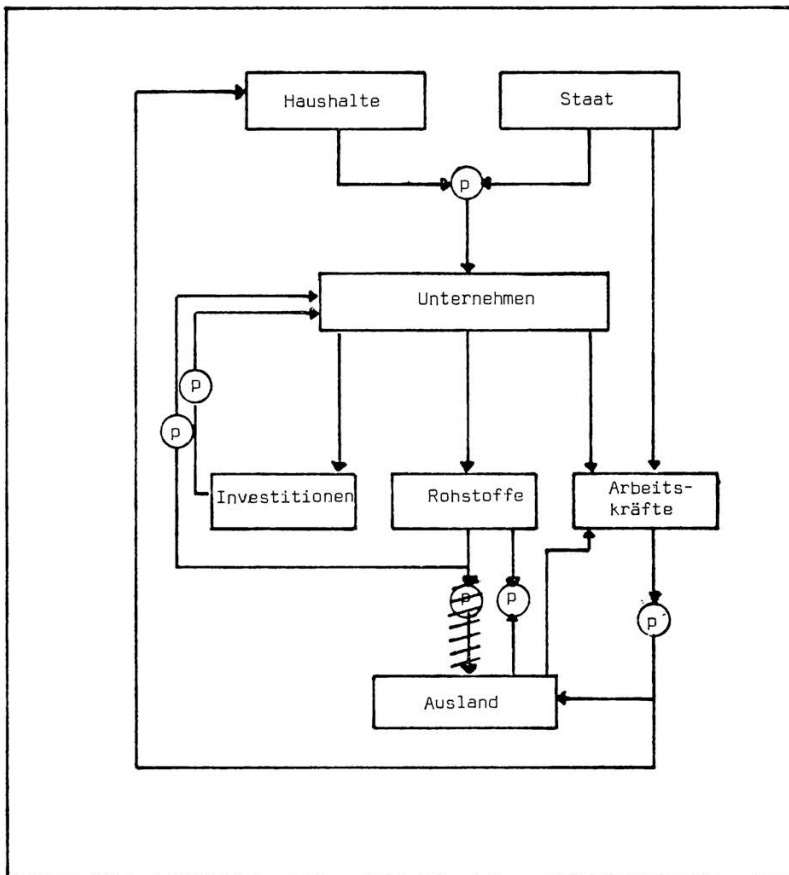 Haushalte
Staat
p
Unternehmen
p
p
Investitionen
Rohstoffe
Arbeits-
kräfte
p
p
p
Ausland